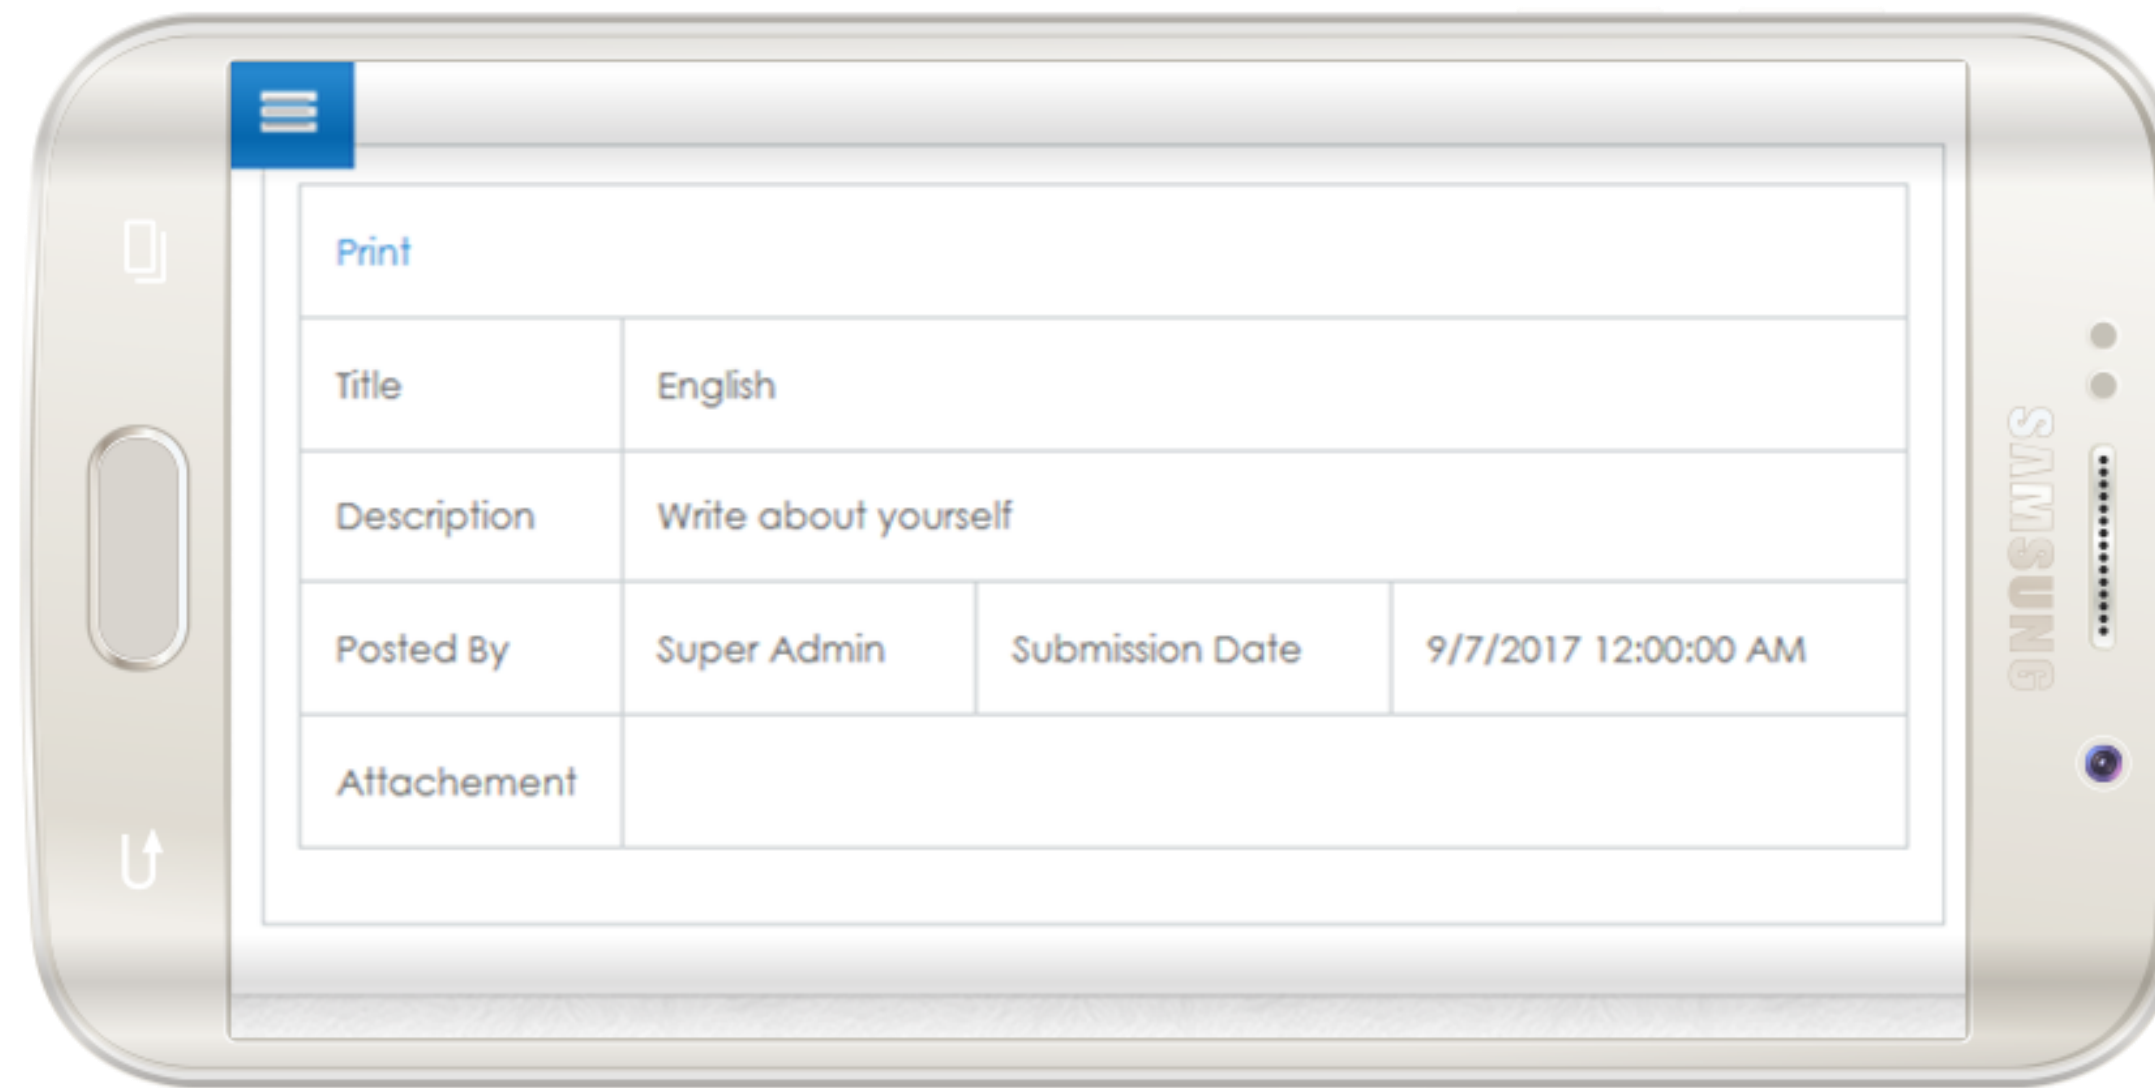 Print
Title English
Description Write about yourself
Posted By Super Admin Submission Date 9/7/2017 12:00:00 AM
Attachement
SAMSUNG